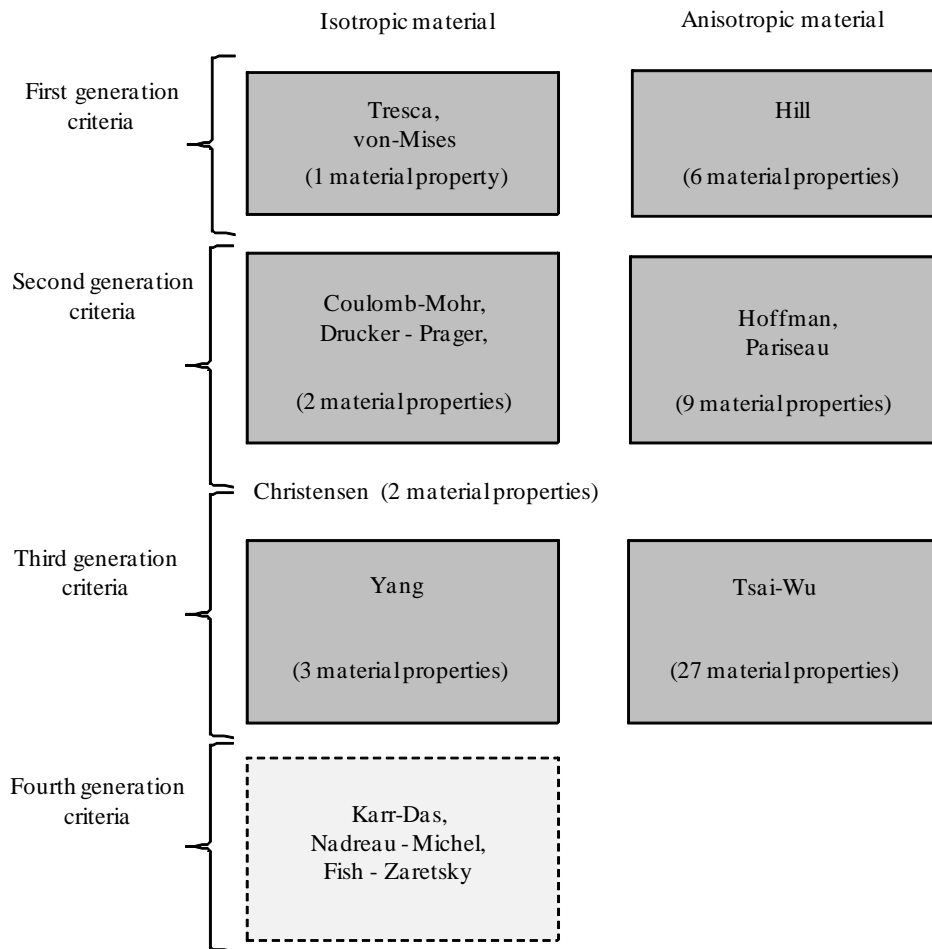 Isotropic material
Anisotropic material
First generation
criteria
Tresca,
von-Mises
(1 material property)
Hill
(6 material properties)
Second generation
criteria
Coulomb-Mohr,
Drucker - Prager,
(2 material properties)
Hoffman,
Pariseau
(9 material properties)
Christensen (2 material properties)
Third generation
criteria
Yang
(3 material properties)
Tsai-Wu
(27 material properties)
Fourth generation
criteria
Karr-Das,
Nadreau - Michel,
Fish - Zaretsky